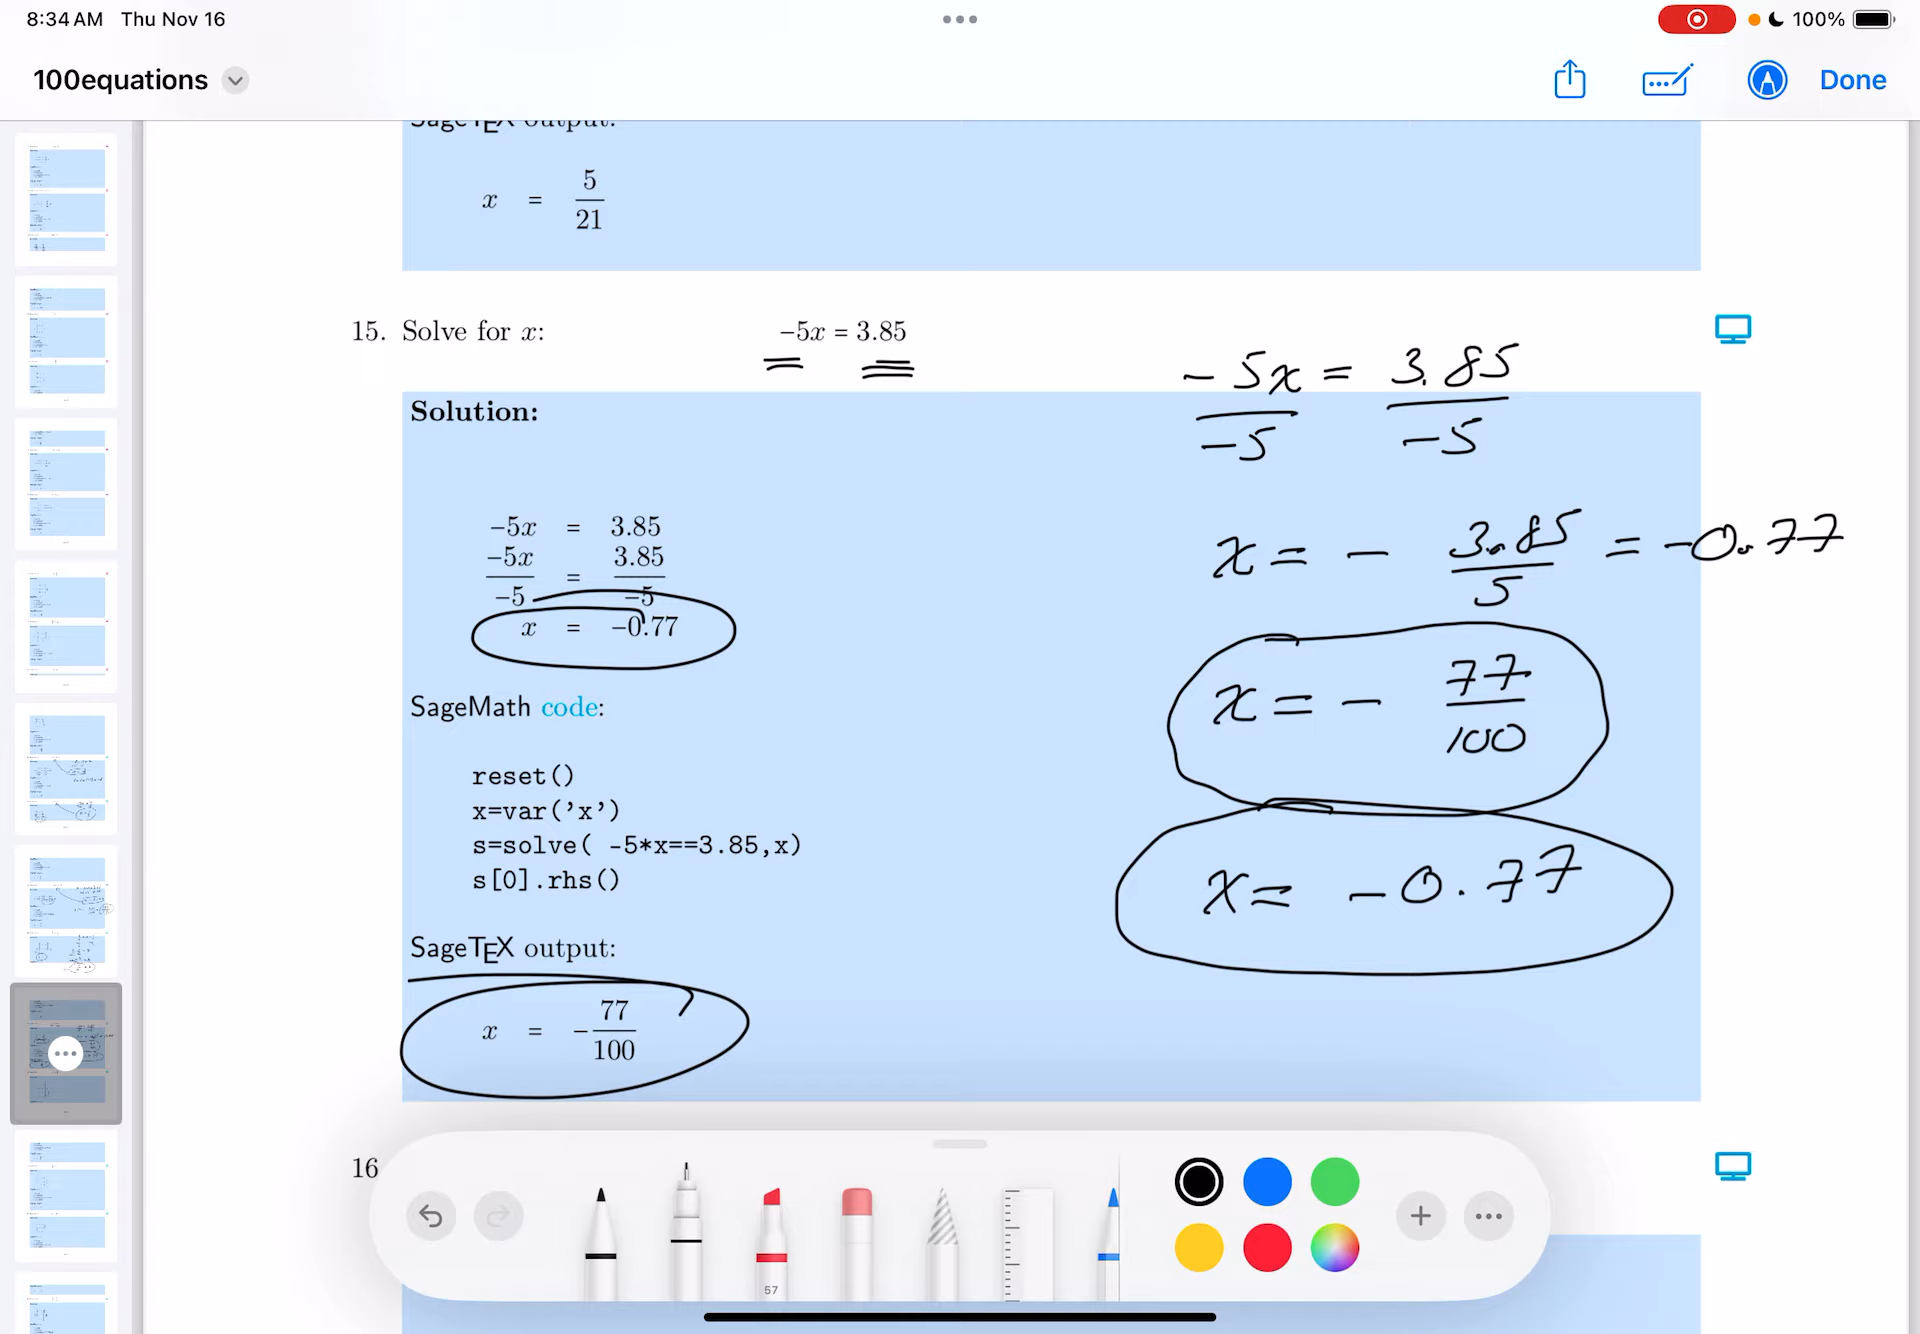 8:34 AM Thu Nov 16
100%
100equations
Done
SageTEX output:
x = 5/21
15. Solve for x: −5x = 3.85
Solution:
−5x = 3.85
−5x/−5 = 3.85/−5
x = −0.77
SageMath code:
reset()
x=var('x')
s=solve( -5*x==3.85,x)
s[0].rhs()
SageTEX output:
x = −77/100
-5x/-5 = 3.85/-5
x = - 3.85/5 = -0.77
x = - 77/100
x = -0.77
16
57